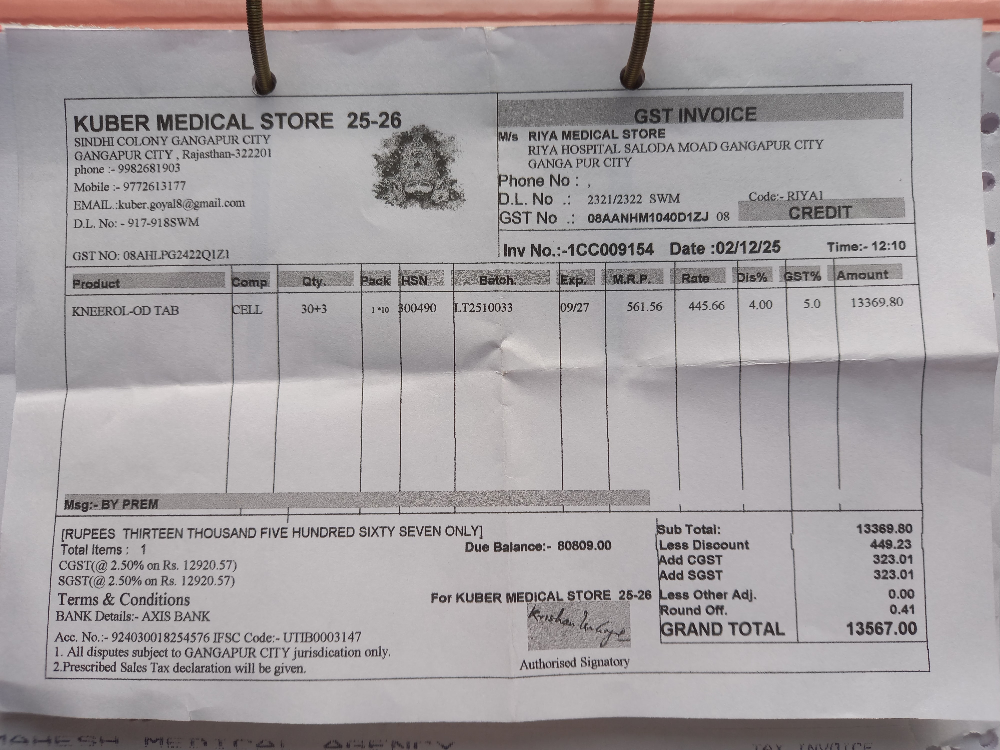 KUBER MEDICAL STORE 25-26
SINDHI COLONY GANGAPUR CITY
GANGAPUR CITY , Rajasthan-322201
phone :- 9982681903
Mobile :- 9772613177
EMAIL :kuber.goyal8@gmail.com
D.L. No: - 917-918SWM
GST NO: 08AHLPG2422Q1Z1
GST INVOICE
M/s RIYA MEDICAL STORE
RIYA HOSPITAL SALODA MOAD GANGAPUR CITY
GANGA PUR CITY
Phone No : ,
D.L. No .: 2321/2322 SWM Code:- RIYA1
GST No .: 08AANHM1040D1ZJ 08 CREDIT
Inv No.:-1CC009154 Date :02/12/25 Time:- 12:10
Product Comp Qty. Pack HSN Batch. Exp. M.R.P. Rate Dis% GST% Amount
KNEEROL-OD TAB CELL 30+3 1*10 300490 LT2510033 09/27 561.56 445.66 4.00 5.0 13369.80
Msg:- BY PREM
[RUPEES THIRTEEN THOUSAND FIVE HUNDRED SIXTY SEVEN ONLY]
Total Items : 1 Due Balance:- 80809.00
CGST(@ 2.50% on Rs. 12920.57)
SGST(@ 2.50% on Rs. 12920.57)
Terms & Conditions
BANK Details:- AXIS BANK
Acc. No.:- 924030018254576 IFSC Code:- UTIB0003147
1. All disputes subject to GANGAPUR CITY jurisdication only.
2.Prescribed Sales Tax declaration will be given.
For KUBER MEDICAL STORE 25-26
Authorised Signatory
Sub Total: 13369.80
Less Discount 449.23
Add CGST 323.01
Add SGST 323.01
Less Other Adj. 0.00
Round Off. 0.41
GRAND TOTAL 13567.00
MAHESH MEDICAL AGENCY TAX INVOICE